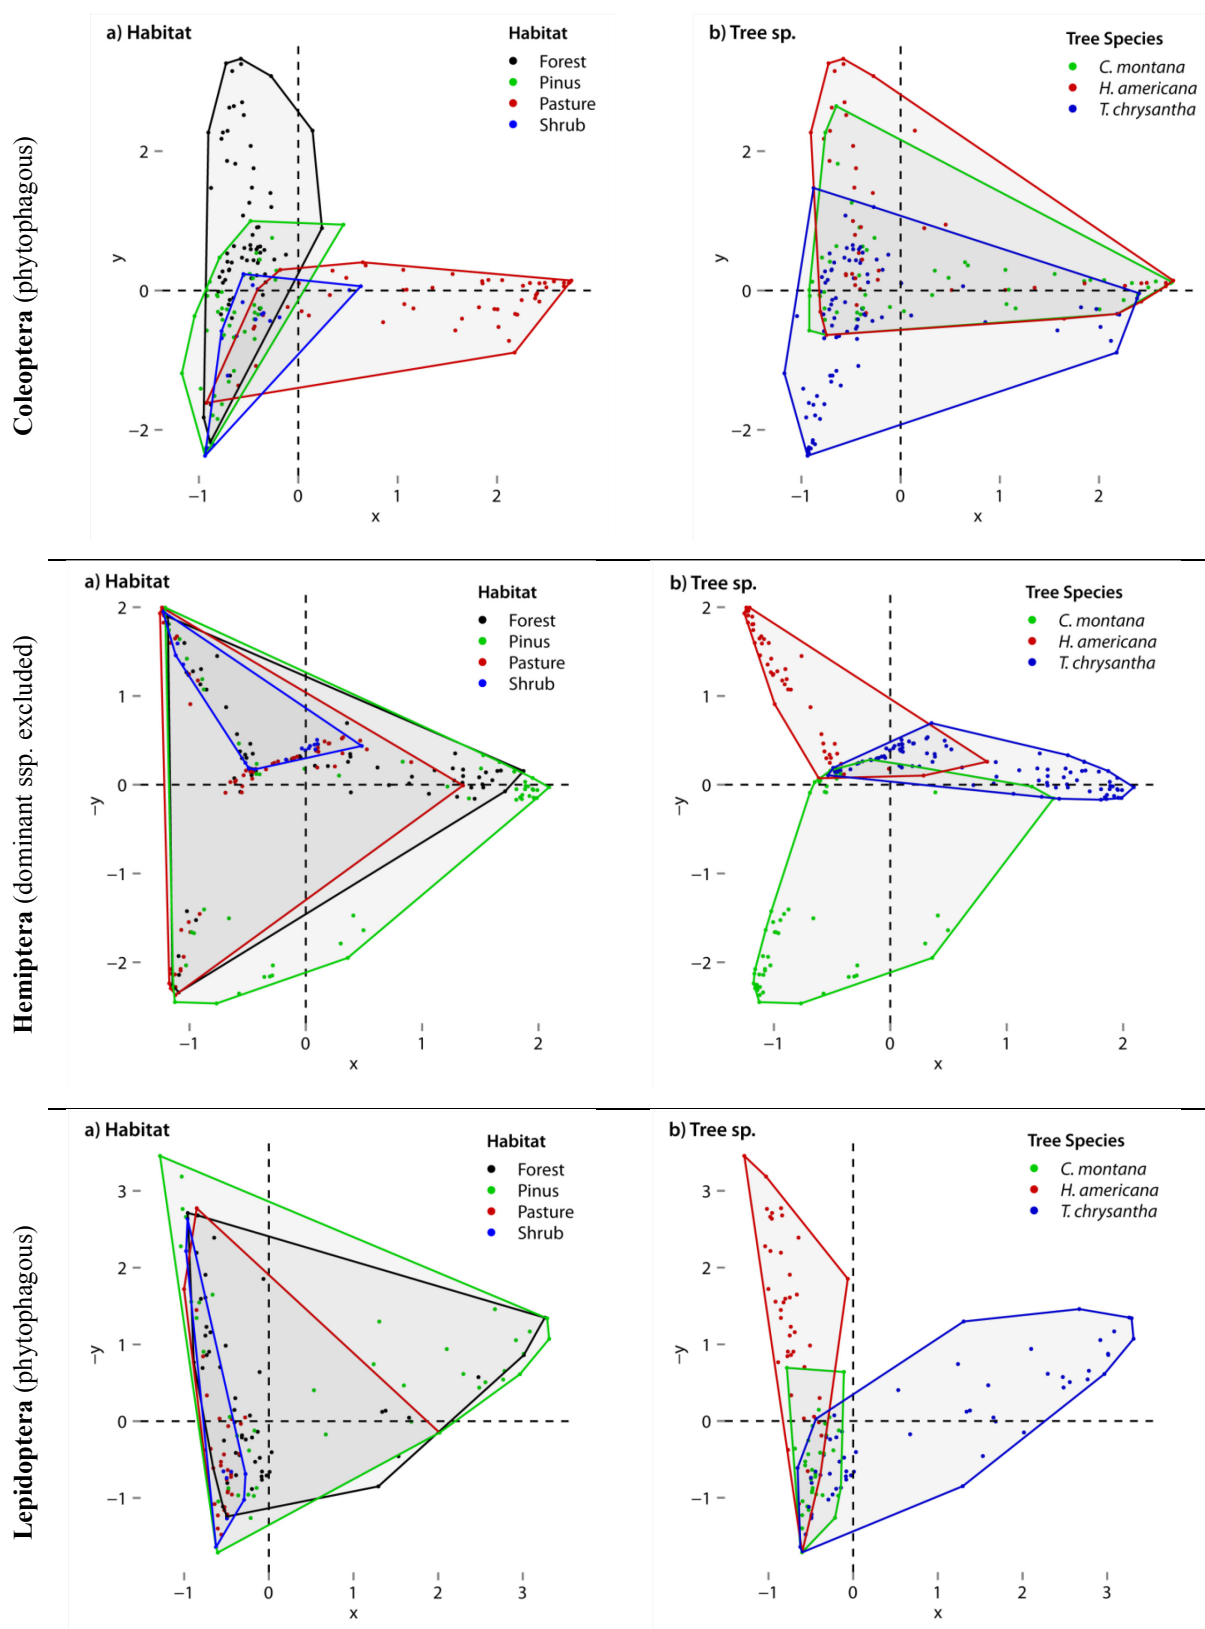 Coleoptera (phytophagous)
a) Habitat
Habitat
Forest
Pinus
Pasture
Shrub
y
2
0
−2
−1
0
1
2
x
b) Tree sp.
Tree Species
C. montana
H. americana
T. chrysantha
y
2
0
−2
−1
0
1
2
x
Hemiptera (dominant ssp. excluded)
a) Habitat
Habitat
Forest
Pinus
Pasture
Shrub
−y
2
1
0
−1
−2
−1
0
1
2
x
b) Tree sp.
Tree Species
C. montana
H. americana
T. chrysantha
−y
2
1
0
−1
−2
−1
0
1
2
x
Lepidoptera (phytophagous)
a) Habitat
Habitat
Forest
Pinus
Pasture
Shrub
−y
3
2
1
0
−1
−1
0
1
2
3
x
b) Tree sp.
Tree Species
C. montana
H. americana
T. chrysantha
−y
3
2
1
0
−1
−1
0
1
2
3
x